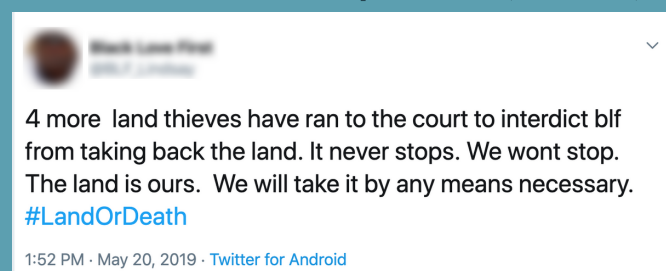 4 more land thieves have ran to the court to interdict blf
from taking back the land. It never stops. We wont stop.
The land is ours. We will take it by any means necessary.
#LandOrDeath
1:52 PM · May 20, 2019 · Twitter for Android